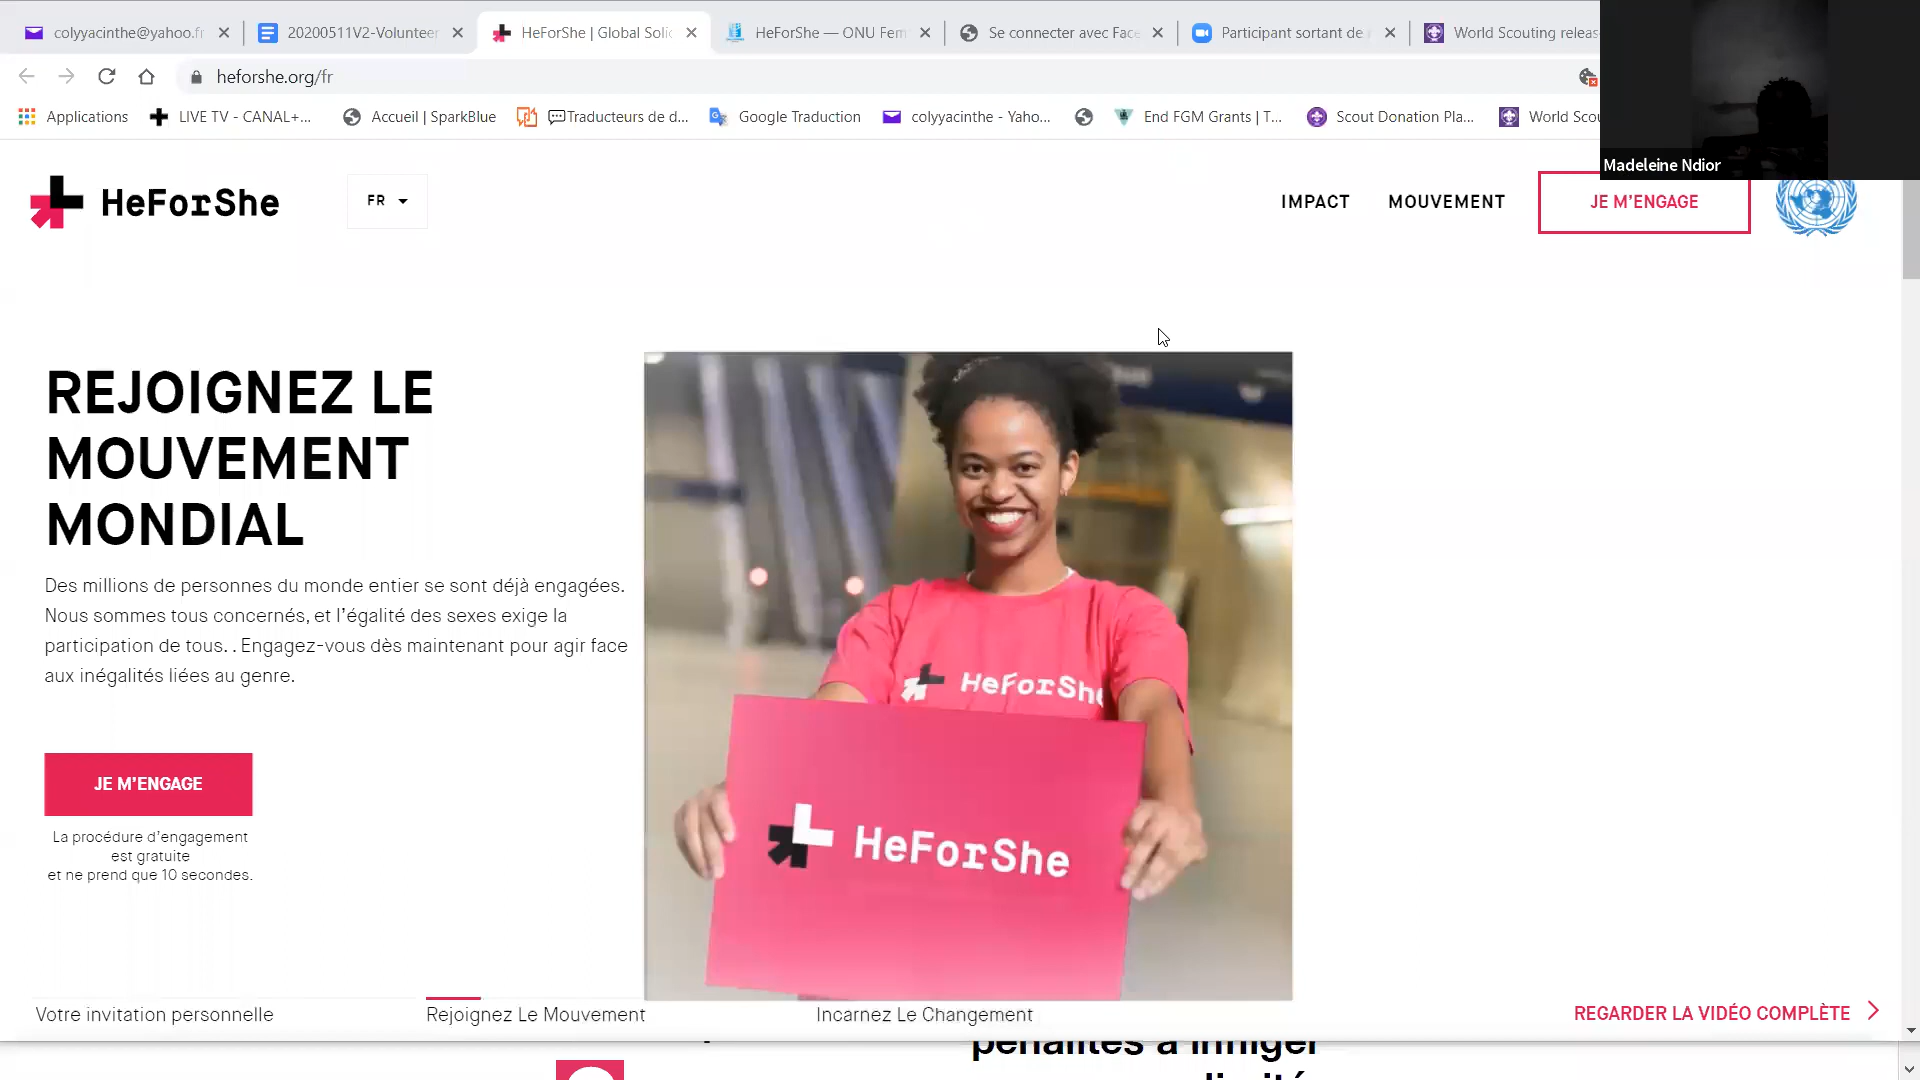 colyyacinthe@yahoo.fr
20200511V2-Volunteer
HeForShe | Global Solid
HeForShe — ONU Fem
Se connecter avec Face
Participant sortant de
World Scouting releas
heforshe.org/fr
Applications
LIVE TV - CANAL+...
Accueil | SparkBlue
Traducteurs de d...
Google Traduction
colyyacinthe - Yaho...
End FGM Grants | T...
Scout Donation Pla...
World Scou
Madeleine Ndior
HeForShe
FR
IMPACT
MOUVEMENT
JE M’ENGAGE
REJOIGNEZ LE
MOUVEMENT
MONDIAL
Des millions de personnes du monde entier se sont déjà engagées.
Nous sommes tous concernés, et l’égalité des sexes exige la
participation de tous. . Engagez-vous dès maintenant pour agir face
aux inégalités liées au genre.
JE M’ENGAGE
La procédure d’engagement
est gratuite
et ne prend que 10 secondes.
HeForShe
HeForShe
Votre invitation personnelle
Rejoignez Le Mouvement
Incarnez Le Changement
REGARDER LA VIDÉO COMPLÈTE
pénalités à infliger